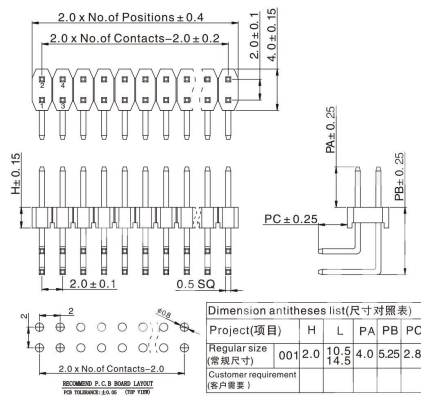 2.0 x No.of Positions±0.4
2.0 x No.of Contacts-2.0±0.2
2.0±0.1
4.0±0.15
2
4
1
3
H±0.15
PA±0.25
PB±0.25
PC±0.25
2.0±0.1
0.5 SQ
2
2
ø0.8
2.0 x No.of Contacts-2.0
RECOMMEND P.C.B BOARD LAYOUT
PCB TOLERANCE:±0.05 (TOP VIEW)
Dimension antitheses list(尺寸对照表)
Project(项目) H L PA PB PC
Regular size (常规尺寸) 001 2.0 10.5 14.5 4.0 5.25 2.8
Customer requirement
(客户需要)